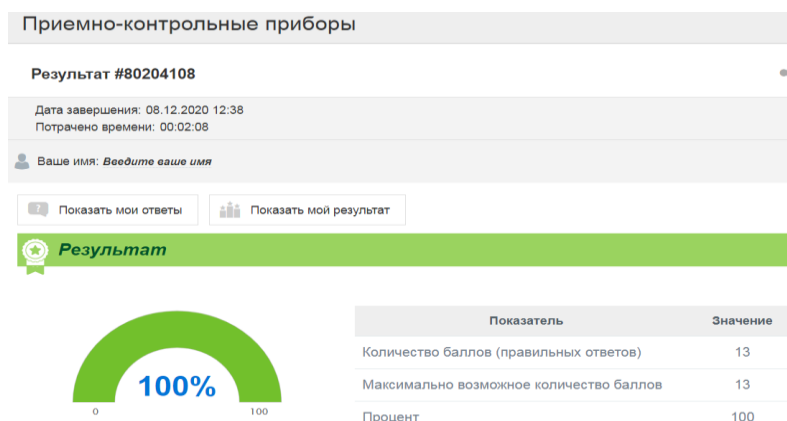 Приемно-контрольные приборы
Результат #80204108
Дата завершения: 08.12.2020 12:38
Потрачено времени: 00:02:08
Ваше имя: Введите ваше имя
? Показать мои ответы Показать мой результат
Результат
Показатель Значение
Количество баллов (правильных ответов) 13
Максимально возможное количество баллов 13
Процент 100
100%
0 100